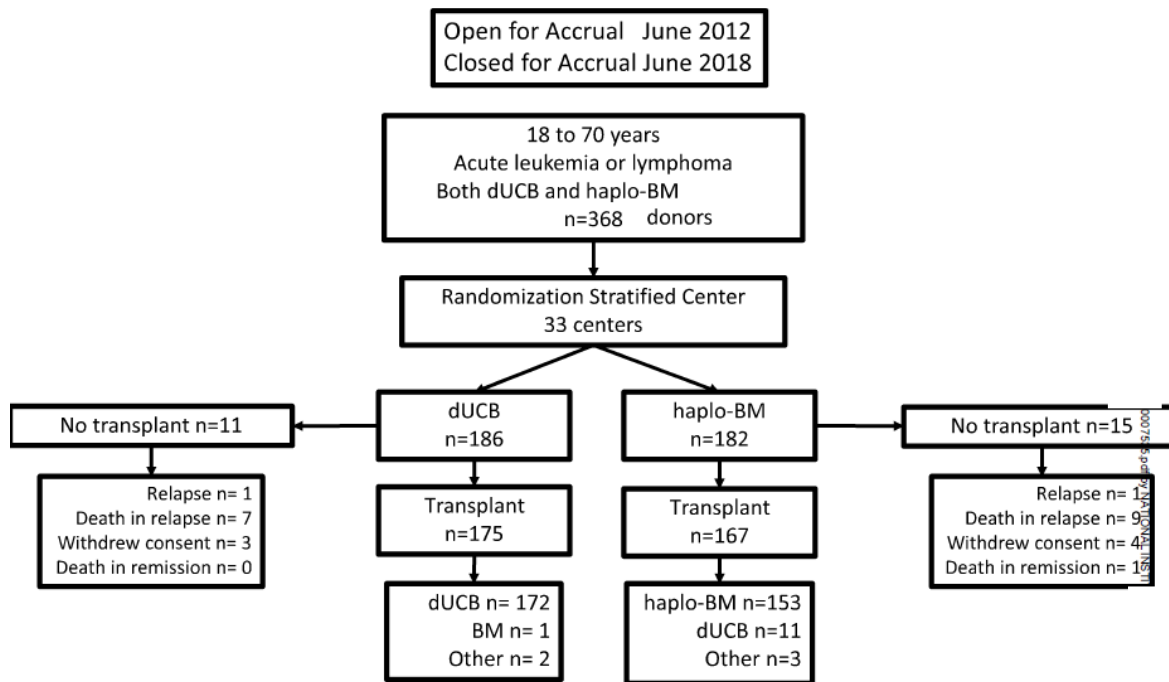 Open for Accrual June 2012
Closed for Accrual June 2018
18 to 70 years
Acute leukemia or lymphoma
Both dUCB and haplo-BM
n=368 donors
Randomization Stratified Center
33 centers
No transplant n=11
dUCB
n=186
haplo-BM
n=182
No transplant n=15
Relapse n= 1
Death in relapse n= 7
Withdrew consent n= 3
Death in remission n= 0
Transplant
n=175
Transplant
n=167
Relapse n= 1
Death in relapse n= 9
Withdrew consent n= 4
Death in remission n= 1
dUCB n= 172
BM n= 1
Other n= 2
haplo-BM n=153
dUCB n=11
Other n=3
by NATIONAL INSTI